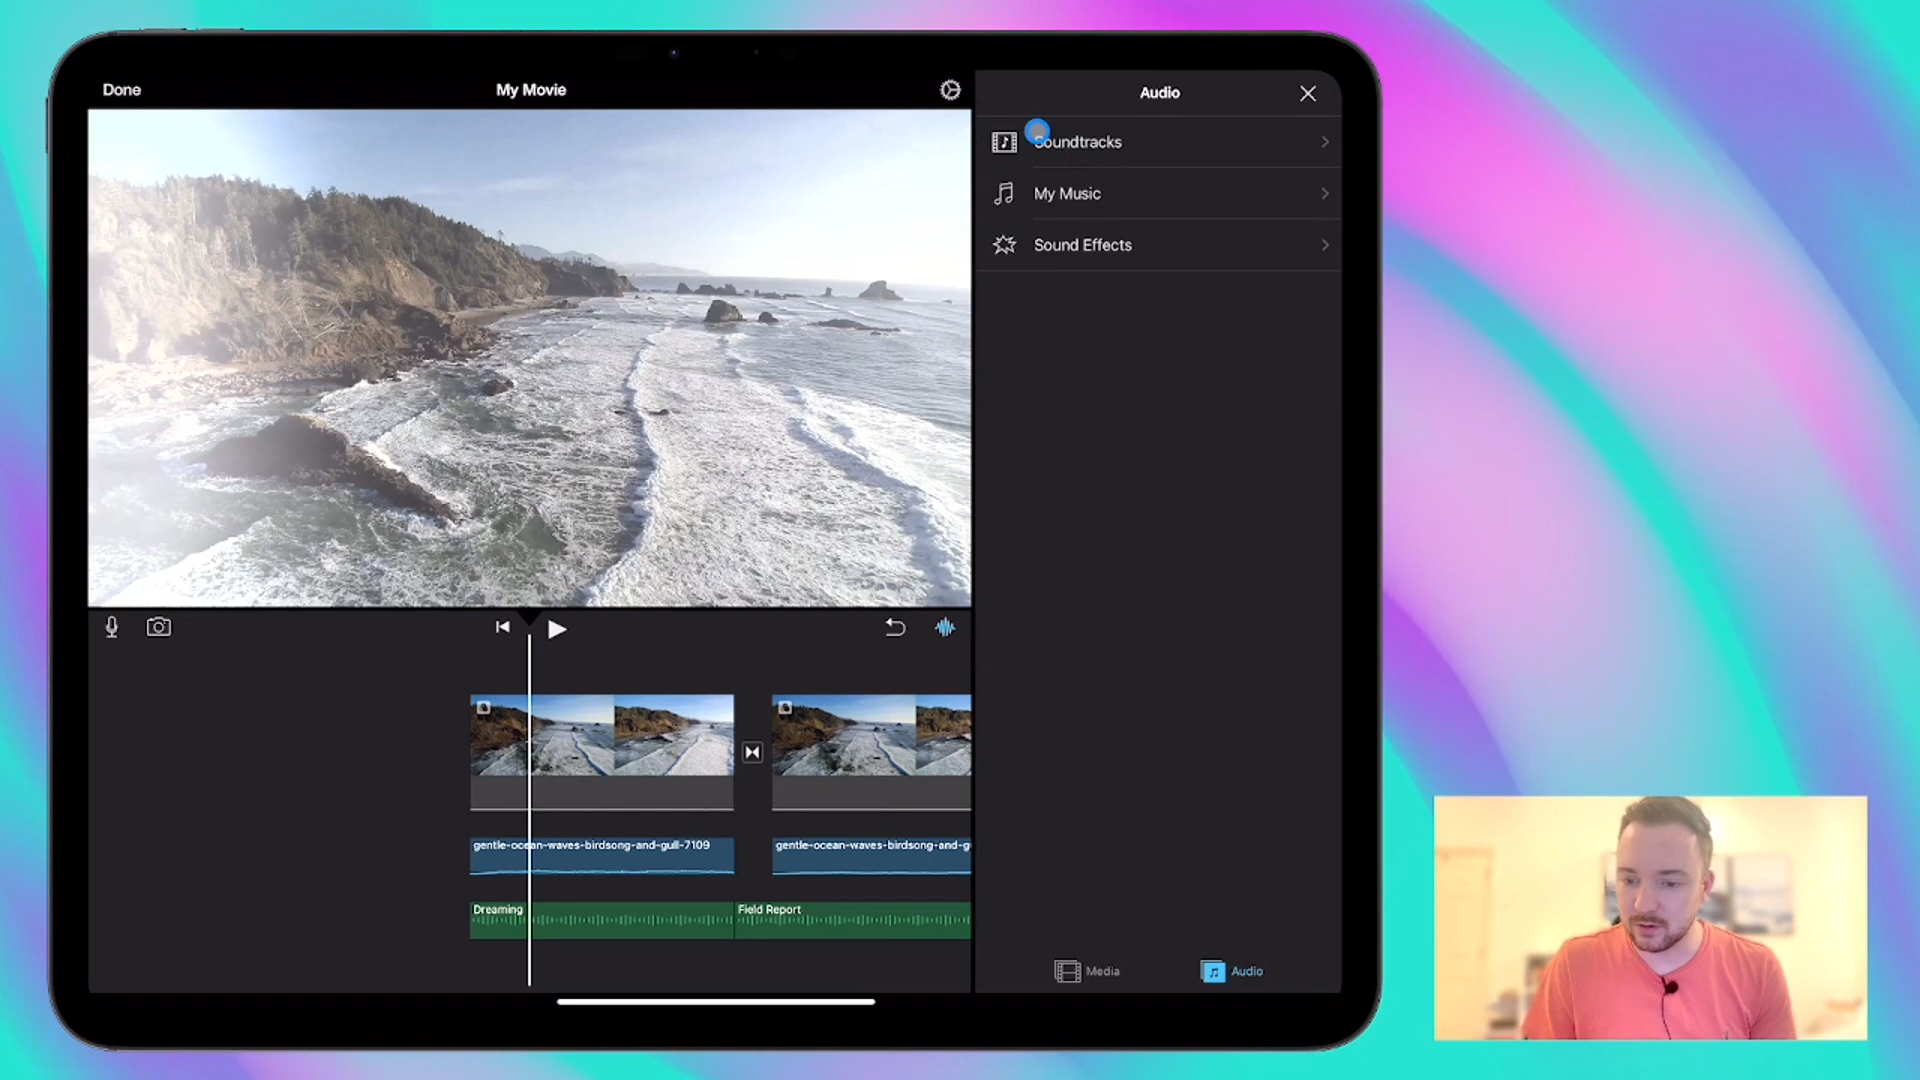 Done
My Movie
Audio
Soundtracks
My Music
Sound Effects
gentle-ocean-waves-birdsong-and-gull-7109
gentle-ocean-waves-birdsong-and-g
Dreaming
Field Report
Media
Audio